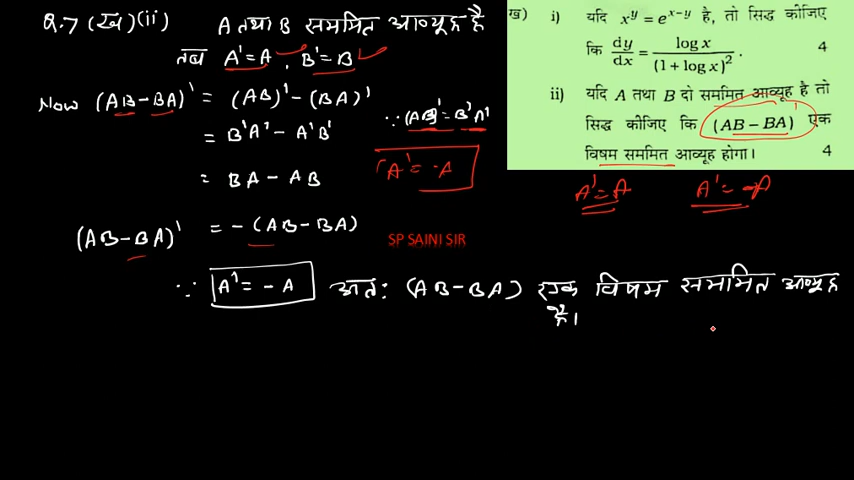 Q.7 (ख) (ii) A तथा B सममित आव्यूह है
तब A' = A, B' = B
Now (AB-BA)' = (AB)' - (BA)'
∵ (AB)' = B'A'
= B'A' - A'B'
A' = -A
= BA - AB
(AB-BA)' = -(AB-BA)
SP SAINI SIR
∵ A' = -A अतः (AB-BA) एक विषम सममित आव्यूह
है।
ख) i) यदि x^y = e^{x-y} है, तो सिद्ध कीजिए
कि dy/dx = log x/(1 + log x)^2 . 4
ii) यदि A तथा B दो सममित आव्यूह है तो
सिद्ध कीजिए कि (AB - BA)' एक
विषम सममित आव्यूह होगा। 4
A' = A A' = -A